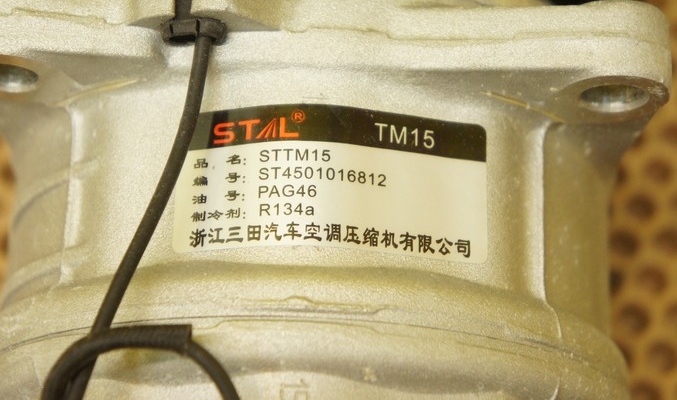 STAL® TM15
品 名: STTM15
编 号: ST4501016812
油 号: PAG46
制冷剂: R134a
浙江三田汽车空调压缩机有限公司